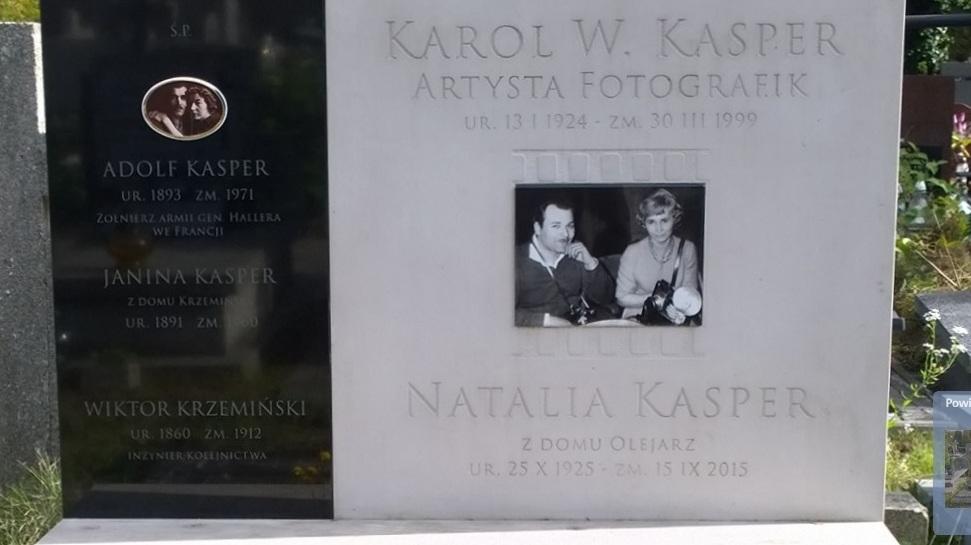 Ś.P.
ADOLF KASPER
UR. 1893 ZM. 1971
ŻOŁNIERZ ARMII GEN. HALLERA
WE FRANCJI
JANINA KASPER
Z DOMU
UR. 1891 ZM.
WIKTOR KRZEMIŃSKI
UR. 1860 ZM. 1912
INŻYNIER KOLEJNICTWA
KAROL W. KASPER
ARTYSTA FOTOGRAFIK
UR. 13 I 1924 - ZM. 30 III 1999
NATALIA KASPER
Z DOMU OLEJARZ
UR. 25 X 1925 - ZM. 15 IX 2015
Powi